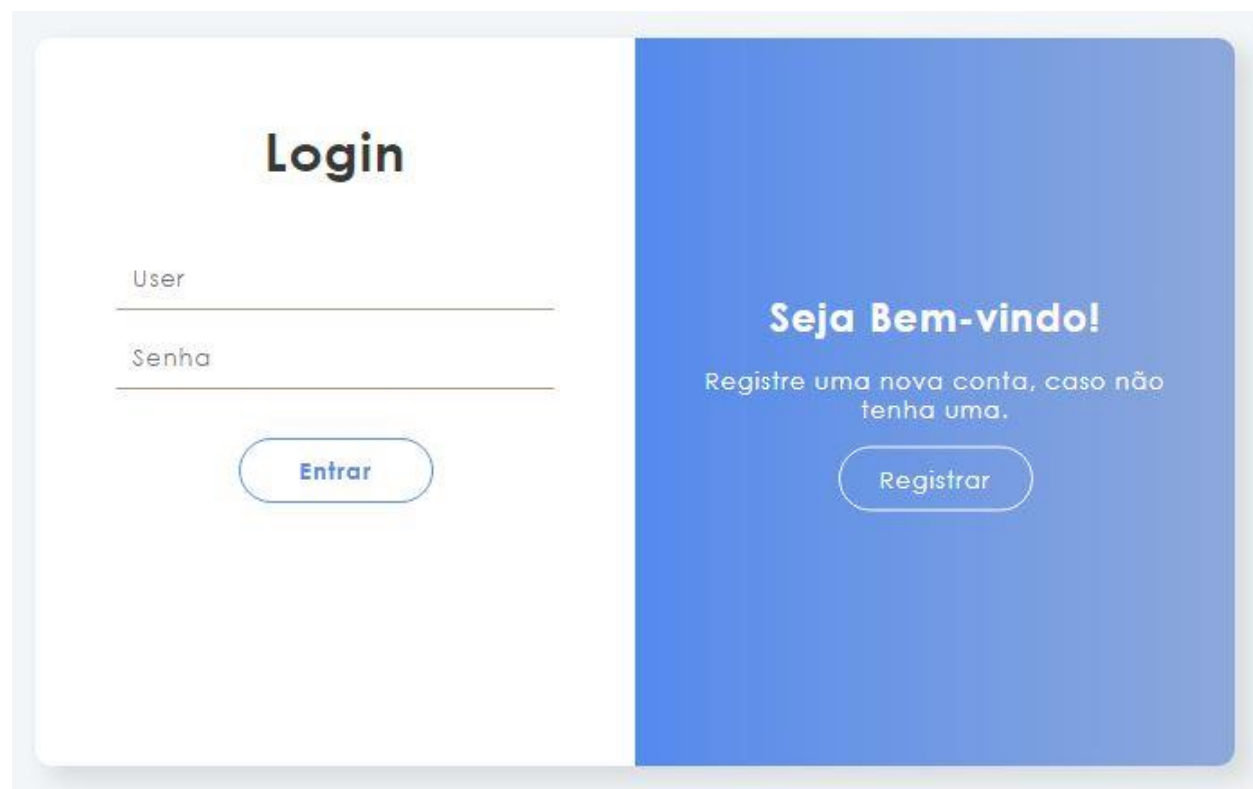 Login
User
Senha
Entrar
Seja Bem-vindo!
Registre uma nova conta, caso não
tenha uma.
Registrar